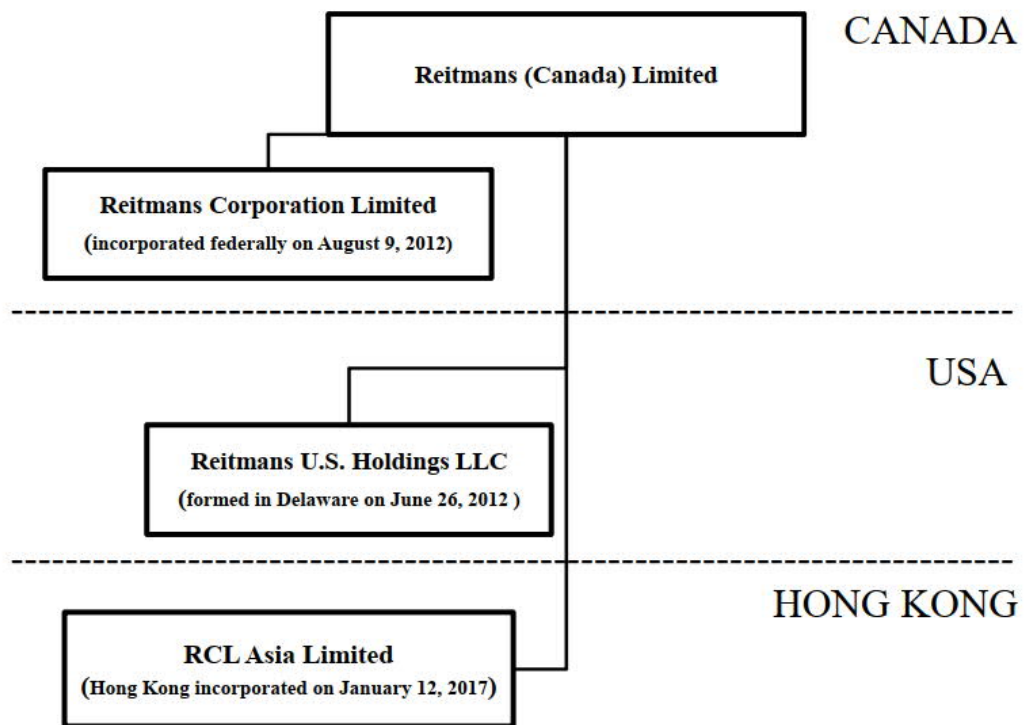 CANADA
Reitmans (Canada) Limited
Reitmans Corporation Limited
(incorporated federally on August 9, 2012)
USA
Reitmans U.S. Holdings LLC
(formed in Delaware on June 26, 2012 )
HONG KONG
RCL Asia Limited
(Hong Kong incorporated on January 12, 2017)